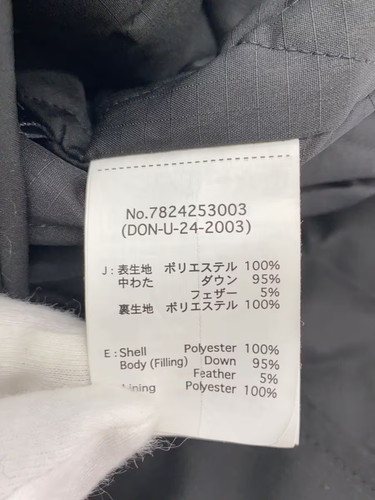 No.7824253003
(DON-U-24-2003)
J : 表生地 ポリエステル 100%
中わた ダウン 95%
フェザー 5%
裏生地 ポリエステル 100%
E : Shell Polyester 100%
Body (Filling) Down 95%
Feather 5%
Polyester 100%